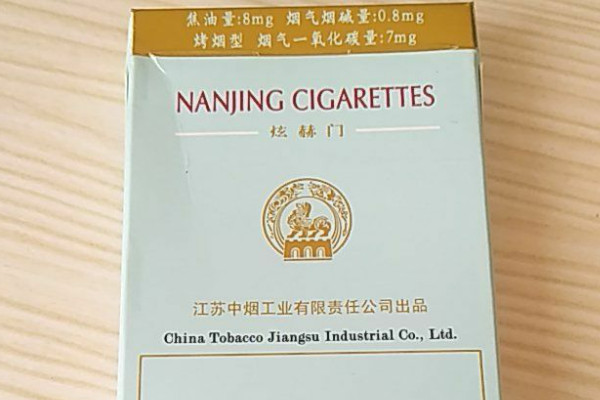 焦油量:8mg 烟气烟碱量:0.8mg
烤烟型 烟气一氧化碳量:7mg
NANJING CIGARETTES
炫赫门
江苏中烟工业有限责任公司出品
China Tobacco Jiangsu Industrial Co., Ltd.